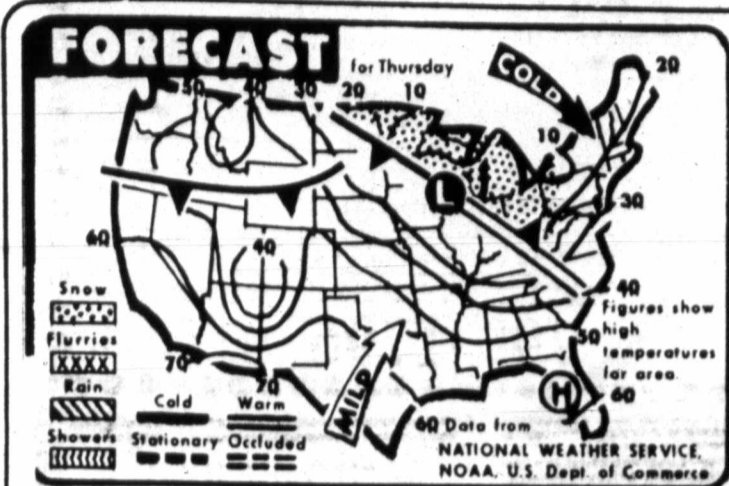 FORECAST
for Thursday
COLD
50 40 30 20 10
20
10
L
30
60
40
40
Snow
Flurries
Rain
Showers
Cold
Warm
Stationary
Occluded
70
70
MILD
H
50
60
60
Figures show
high
temperatures
for area.
Data from
NATIONAL WEATHER SERVICE,
NOAA, U.S. Dept. of Commerce